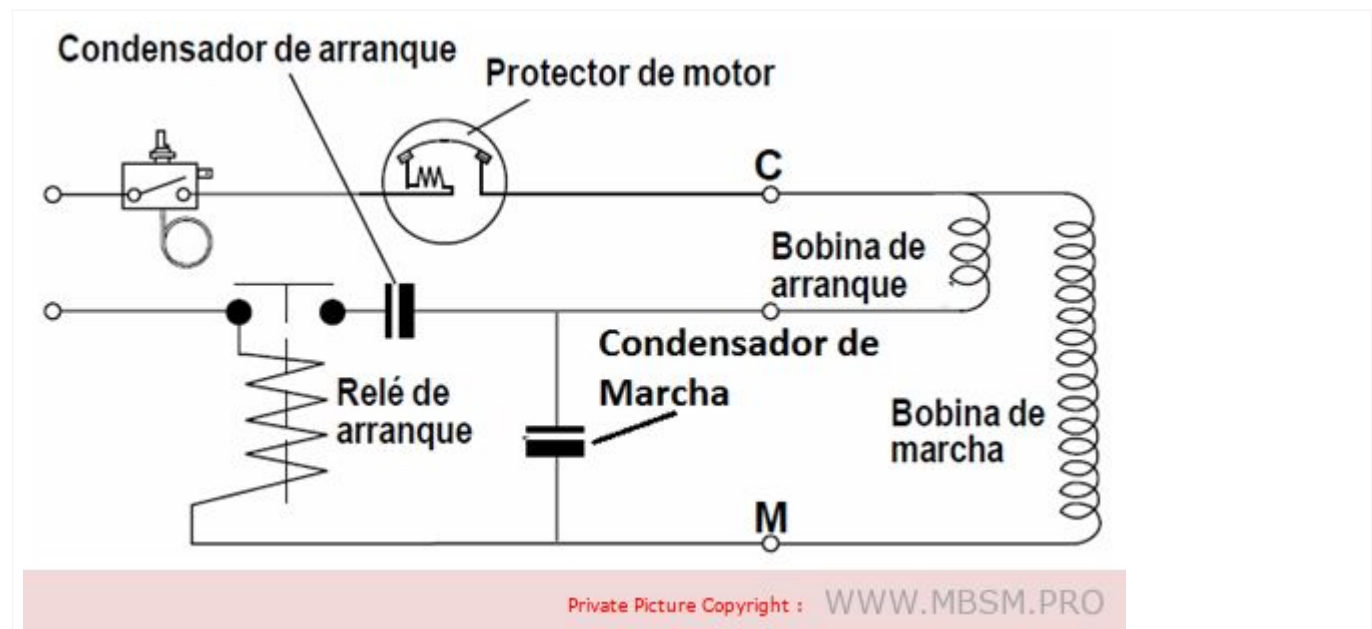 Condensador de arranque
Protector de motor
C
Bobina de
arranque
Condensador de
Marcha
Relé de
arranque
Bobina de
marcha
M
Private Picture Copyright : WWW.MBSM.PRO